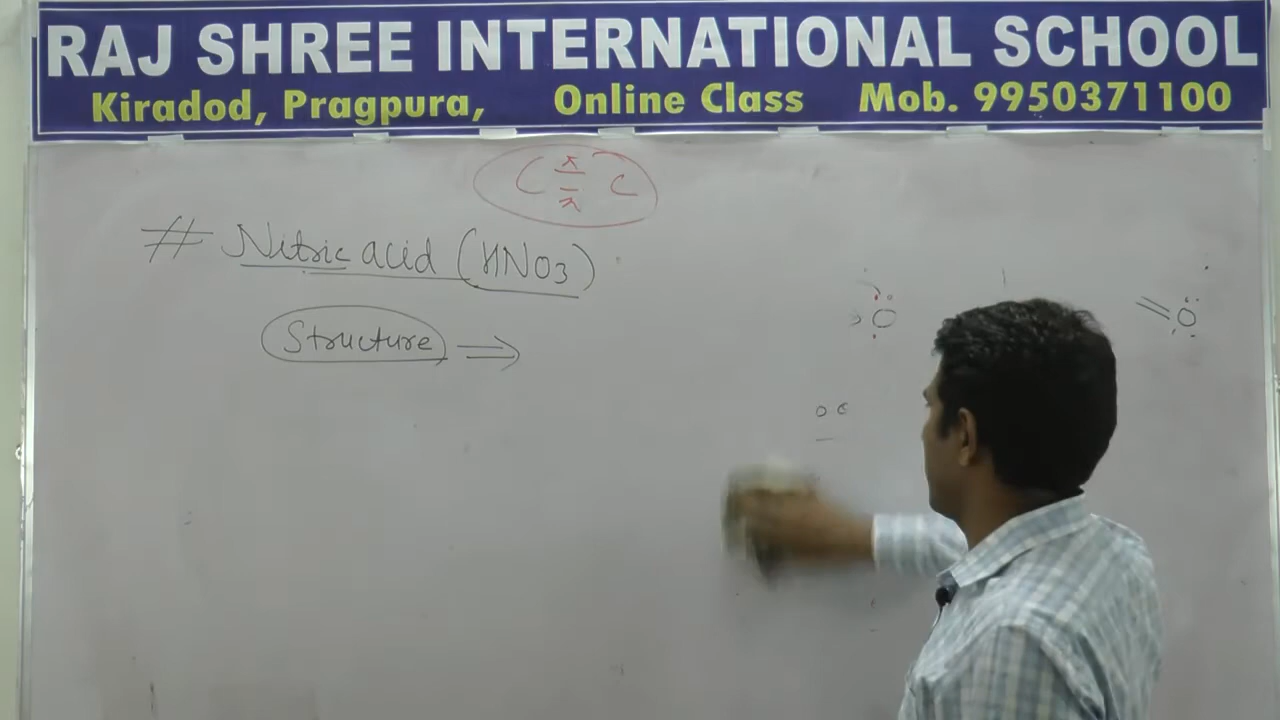 RAJ SHREE INTERNATIONAL SCHOOL
Kiradod, Pragpura, Online Class Mob. 9950371100
C π = π C
# Nitric acid (HNO3)
Structure ⇒
O
=O